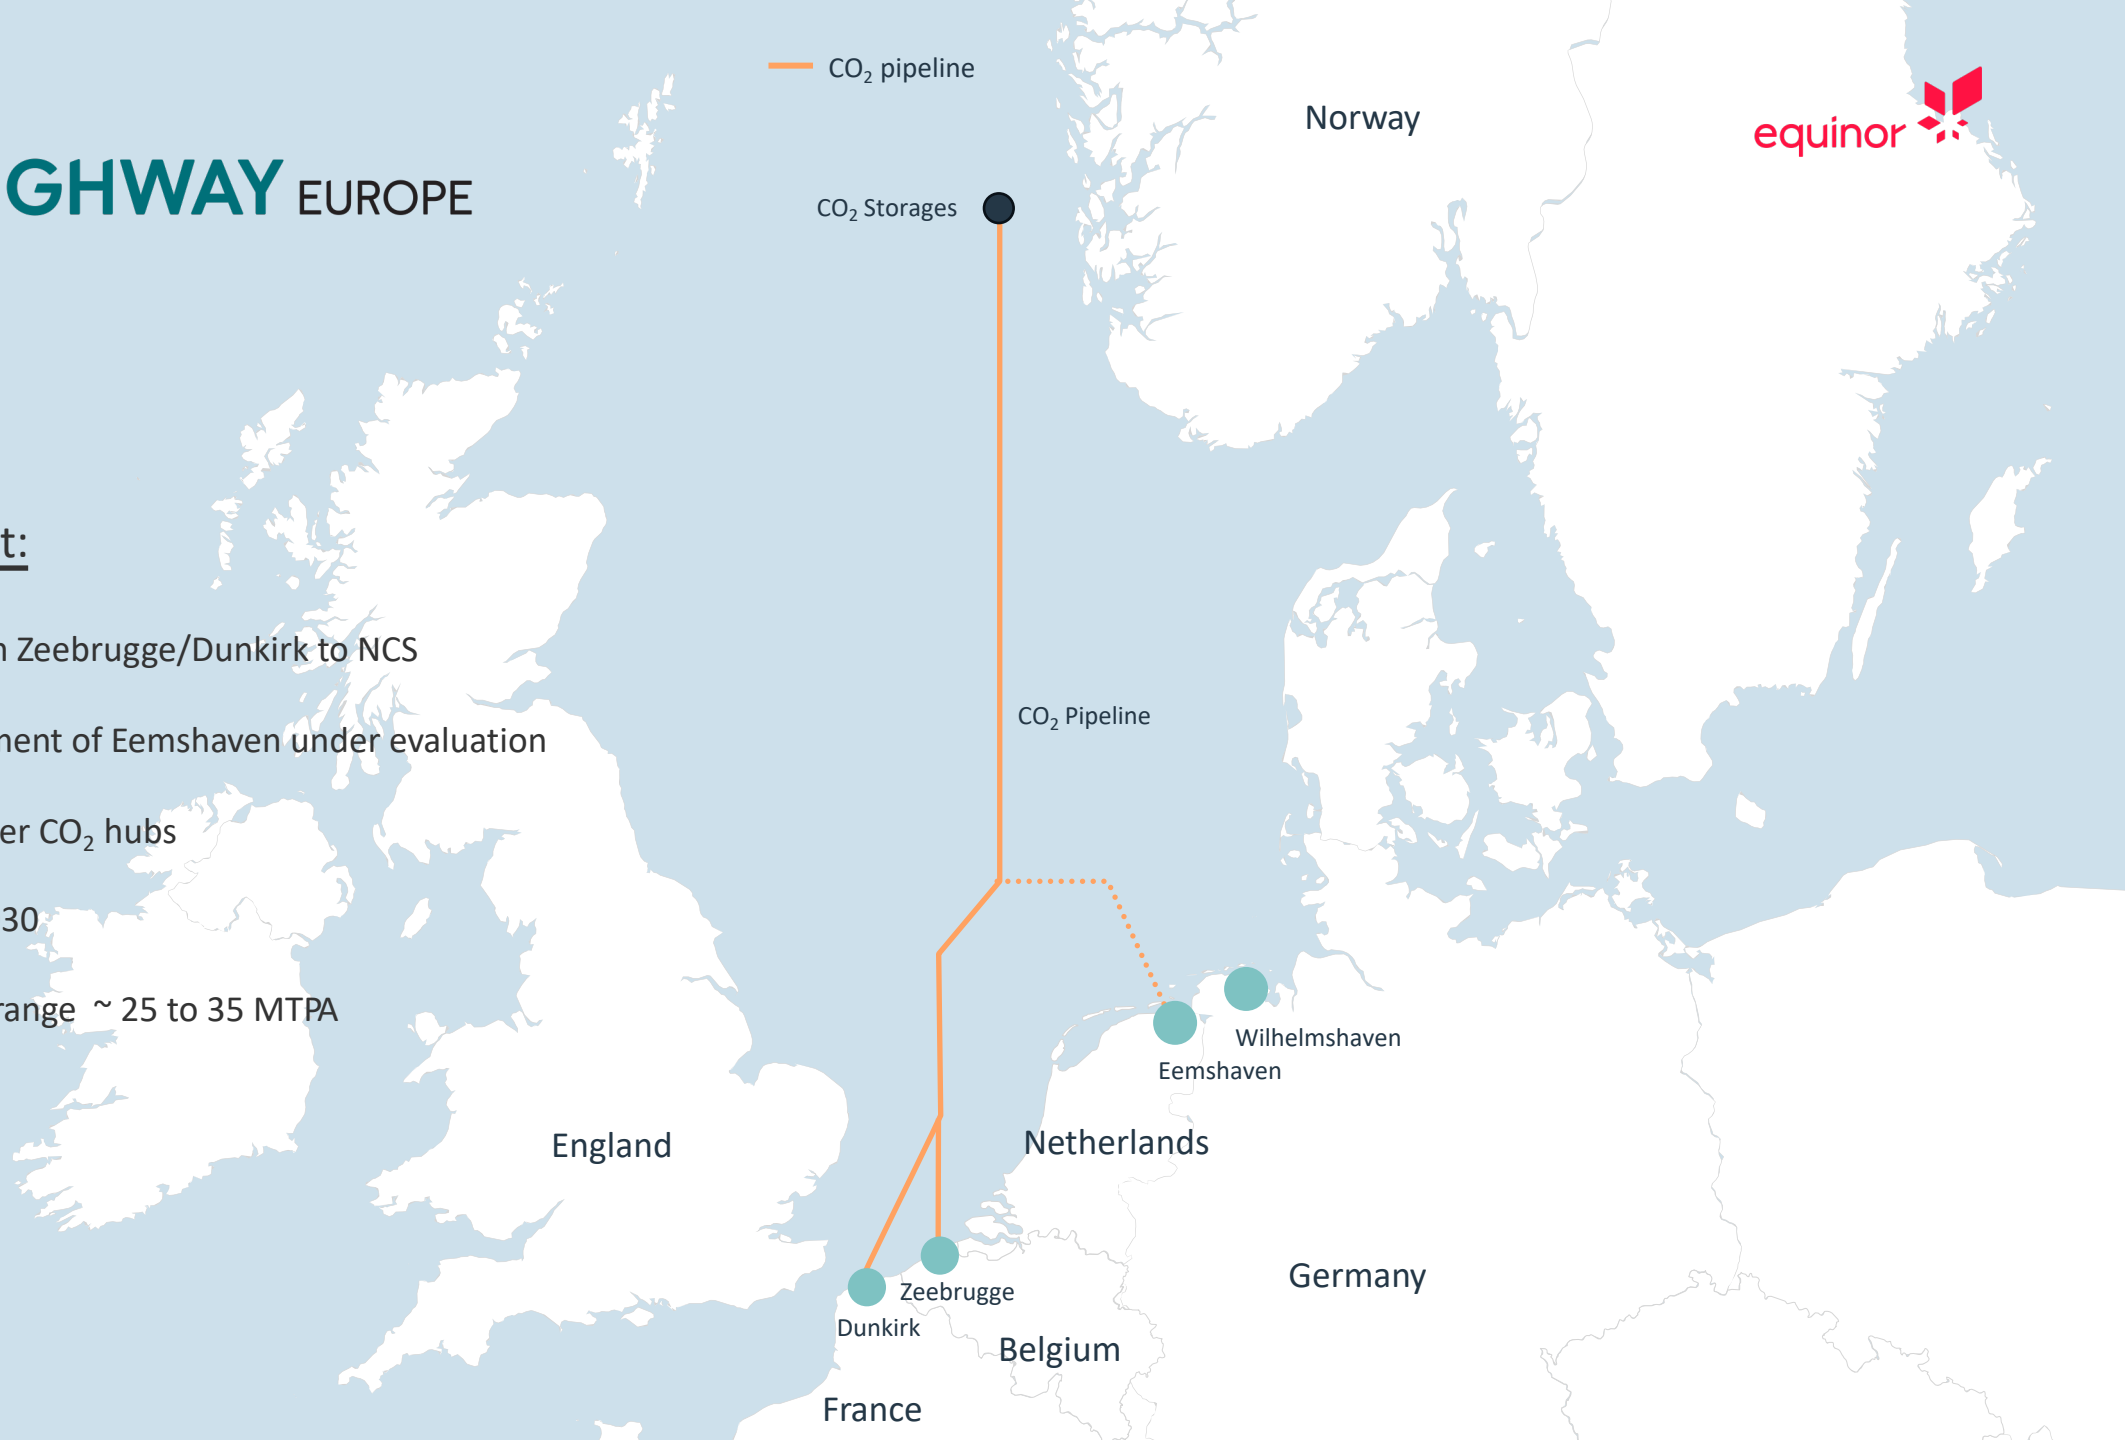 CO₂ pipeline
Norway
equinor
GHWAY EUROPE
CO₂ Storages
t:
n Zeebrugge/Dunkirk to NCS
CO₂ Pipeline
nent of Eemshaven under evaluation
er CO₂ hubs
30
range ~ 25 to 35 MTPA
Wilhelmshaven
Eemshaven
England
Netherlands
Germany
Zeebrugge
Dunkirk
Belgium
France